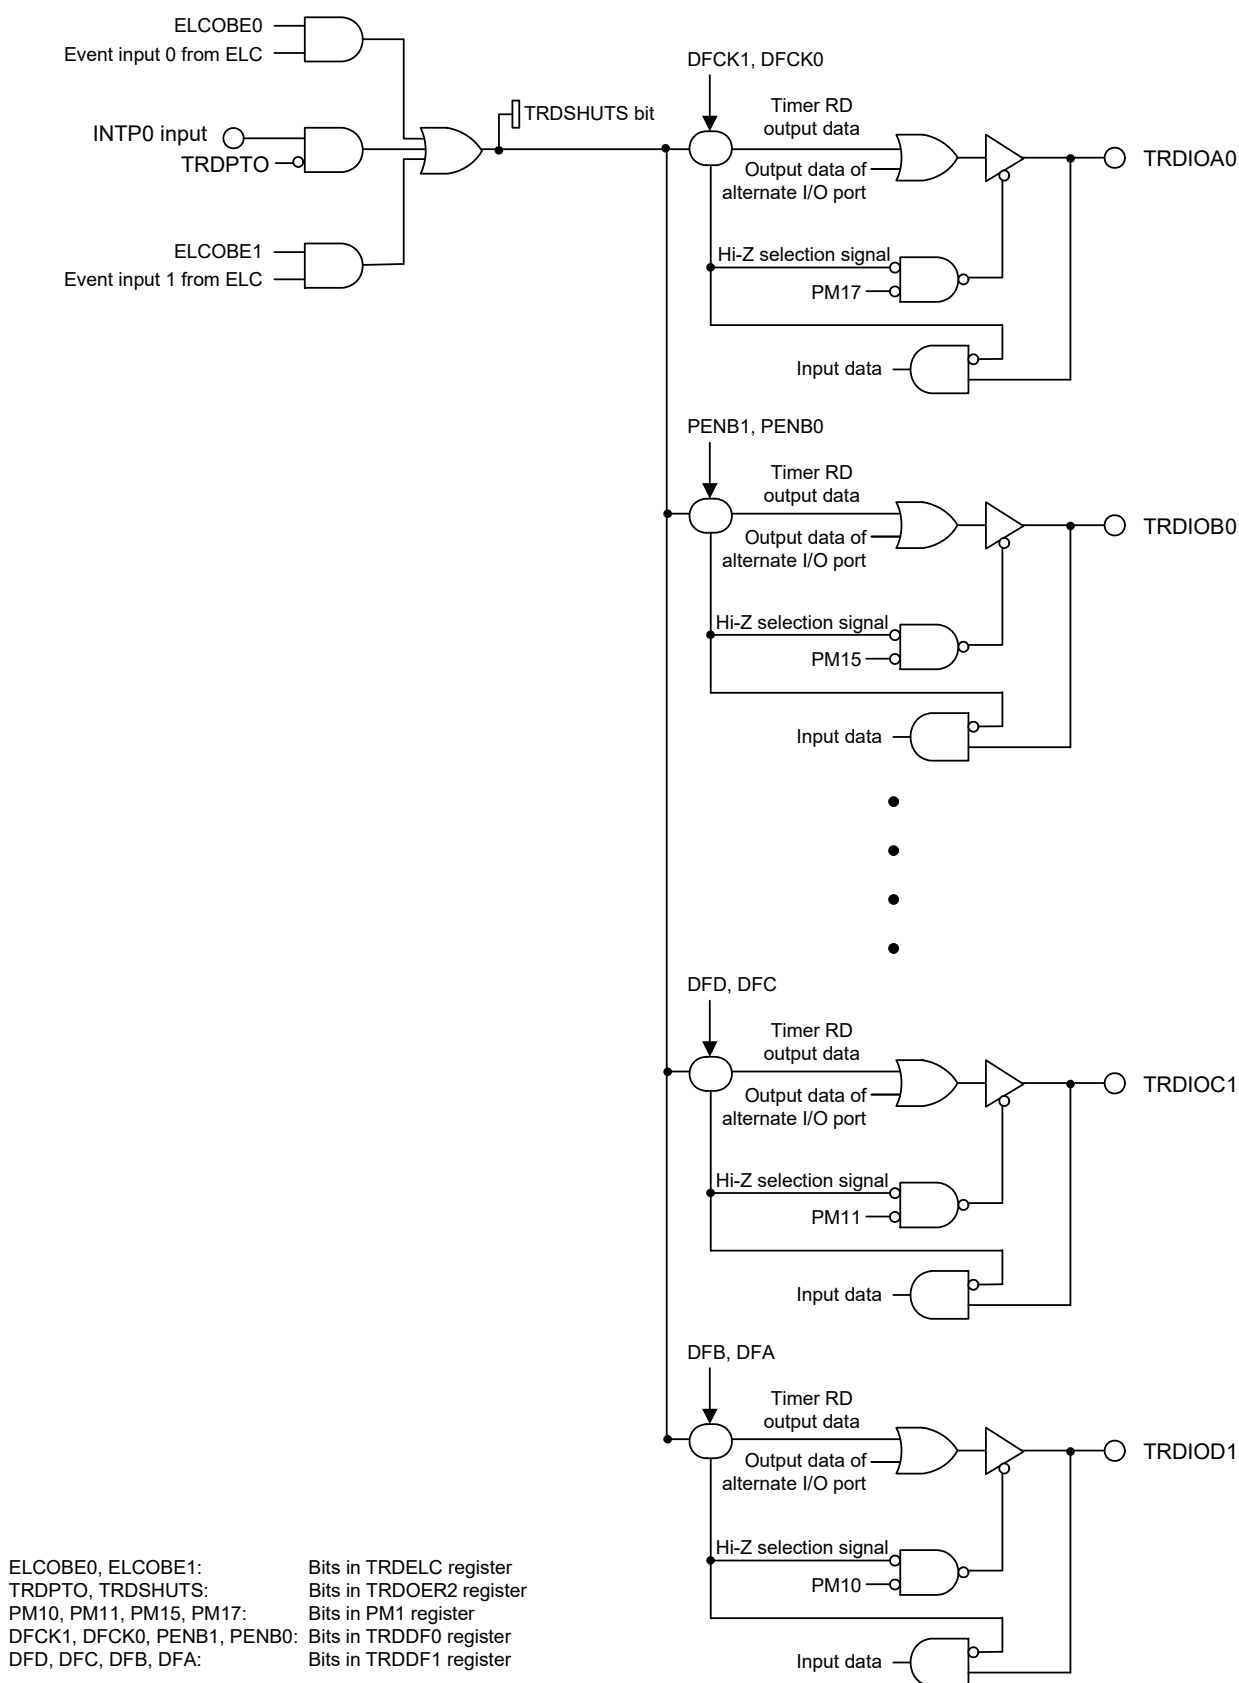 ELCOBE0
Event input 0 from ELC
INTP0 input
TRDPTO
ELCOBE1
Event input 1 from ELC
TRDSHUTS bit
DFCK1, DFCK0
Timer RD
output data
Output data of
alternate I/O port
TRDIOA0
Hi-Z selection signal
PM17
Input data
PENB1, PENB0
Timer RD
output data
Output data of
alternate I/O port
TRDIOB0
Hi-Z selection signal
PM15
Input data
DFD, DFC
Timer RD
output data
Output data of
alternate I/O port
TRDIOC1
Hi-Z selection signal
PM11
Input data
DFB, DFA
Timer RD
output data
Output data of
alternate I/O port
TRDIOD1
Hi-Z selection signal
PM10
Input data
ELCOBE0, ELCOBE1: Bits in TRDELC register
TRDPTO, TRDSHUTS: Bits in TRDOER2 register
PM10, PM11, PM15, PM17: Bits in PM1 register
DFCK1, DFCK0, PENB1, PENB0: Bits in TRDDF0 register
DFD, DFC, DFB, DFA: Bits in TRDDF1 register